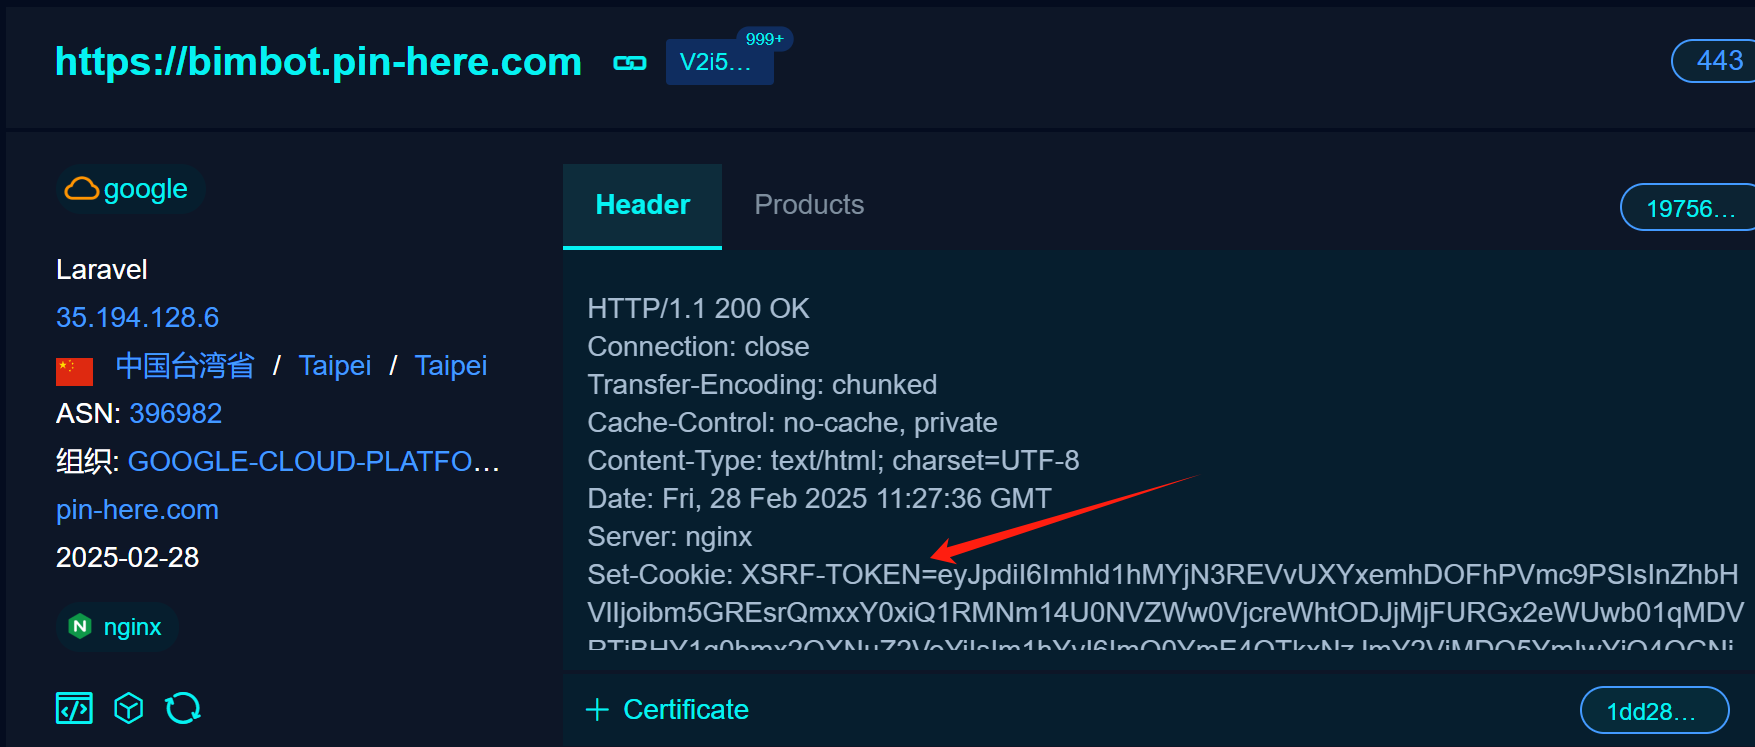 https://bimbot.pin-here.com
V2i5...
999+
443
google
Laravel
35.194.128.6
中国台湾省 / Taipei / Taipei
ASN: 396982
组织: GOOGLE-CLOUD-PLATFO...
pin-here.com
2025-02-28
nginx
Header
Products
19756...
HTTP/1.1 200 OK
Connection: close
Transfer-Encoding: chunked
Cache-Control: no-cache, private
Content-Type: text/html; charset=UTF-8
Date: Fri, 28 Feb 2025 11:27:36 GMT
Server: nginx
Set-Cookie: XSRF-TOKEN=eyJpdiI6Imhld1hMYjN3REVvUXYxemhDOFhPVmc9PSIsInZhbH
VlIjoibm5GREsrQmxxY0xiQ1RMNm14U0NVZWw0VjcreWhtODJjMjFURGx2eWUwb01qMDV
+ Certificate
1dd28...